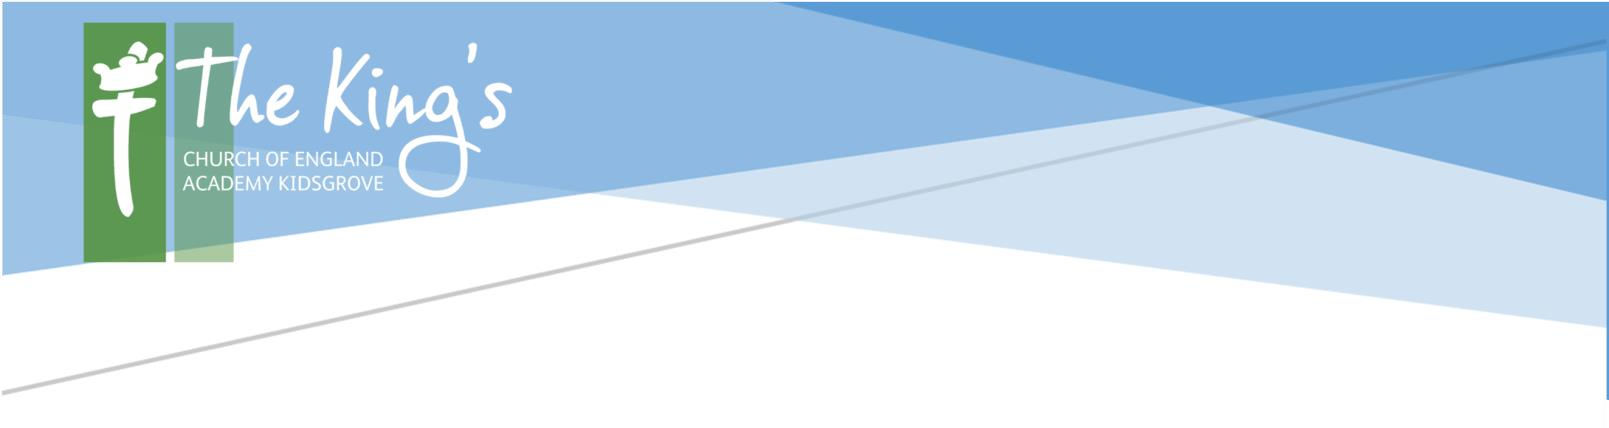 The King's
CHURCH OF ENGLAND
ACADEMY KIDSGROVE